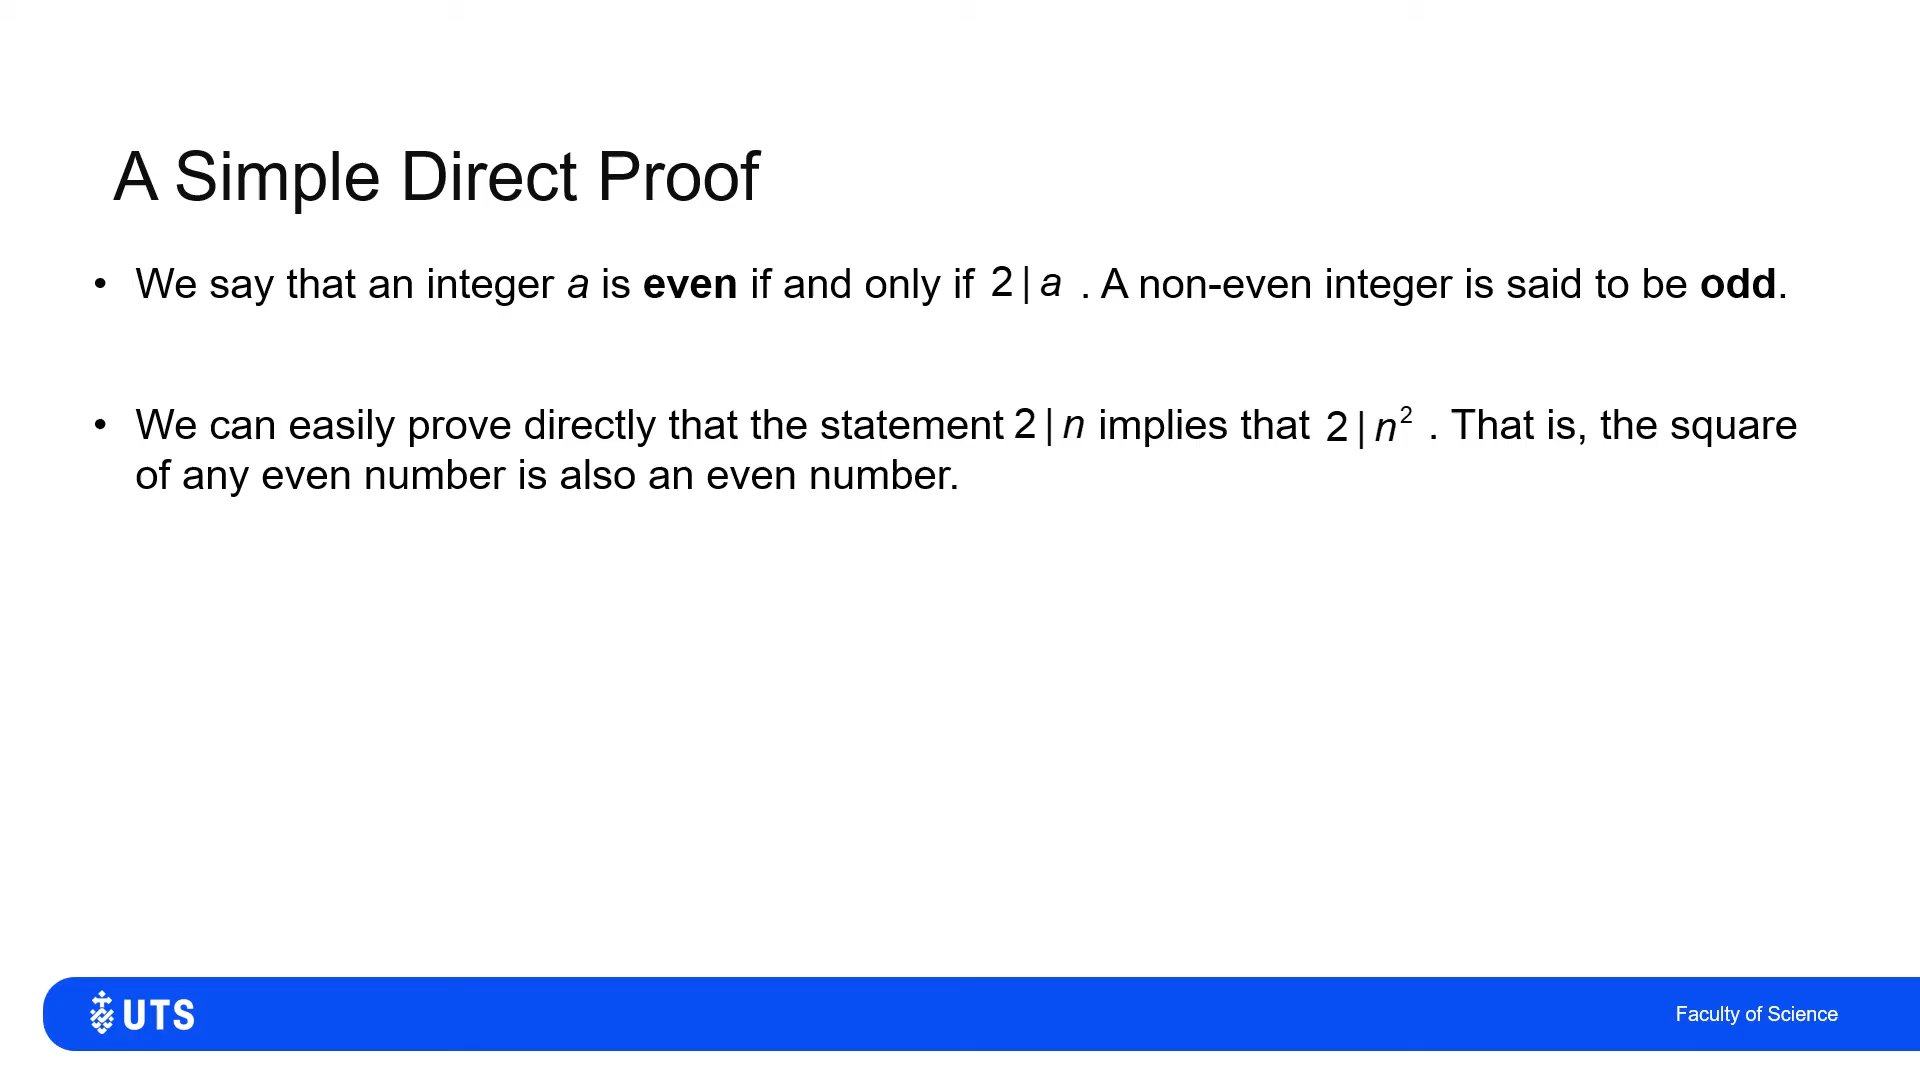 A Simple Direct Proof
• We say that an integer a is even if and only if 2 | a . A non-even integer is said to be odd.
• We can easily prove directly that the statement 2 | n implies that 2 | n² . That is, the square
of any even number is also an even number.
UTS
Faculty of Science